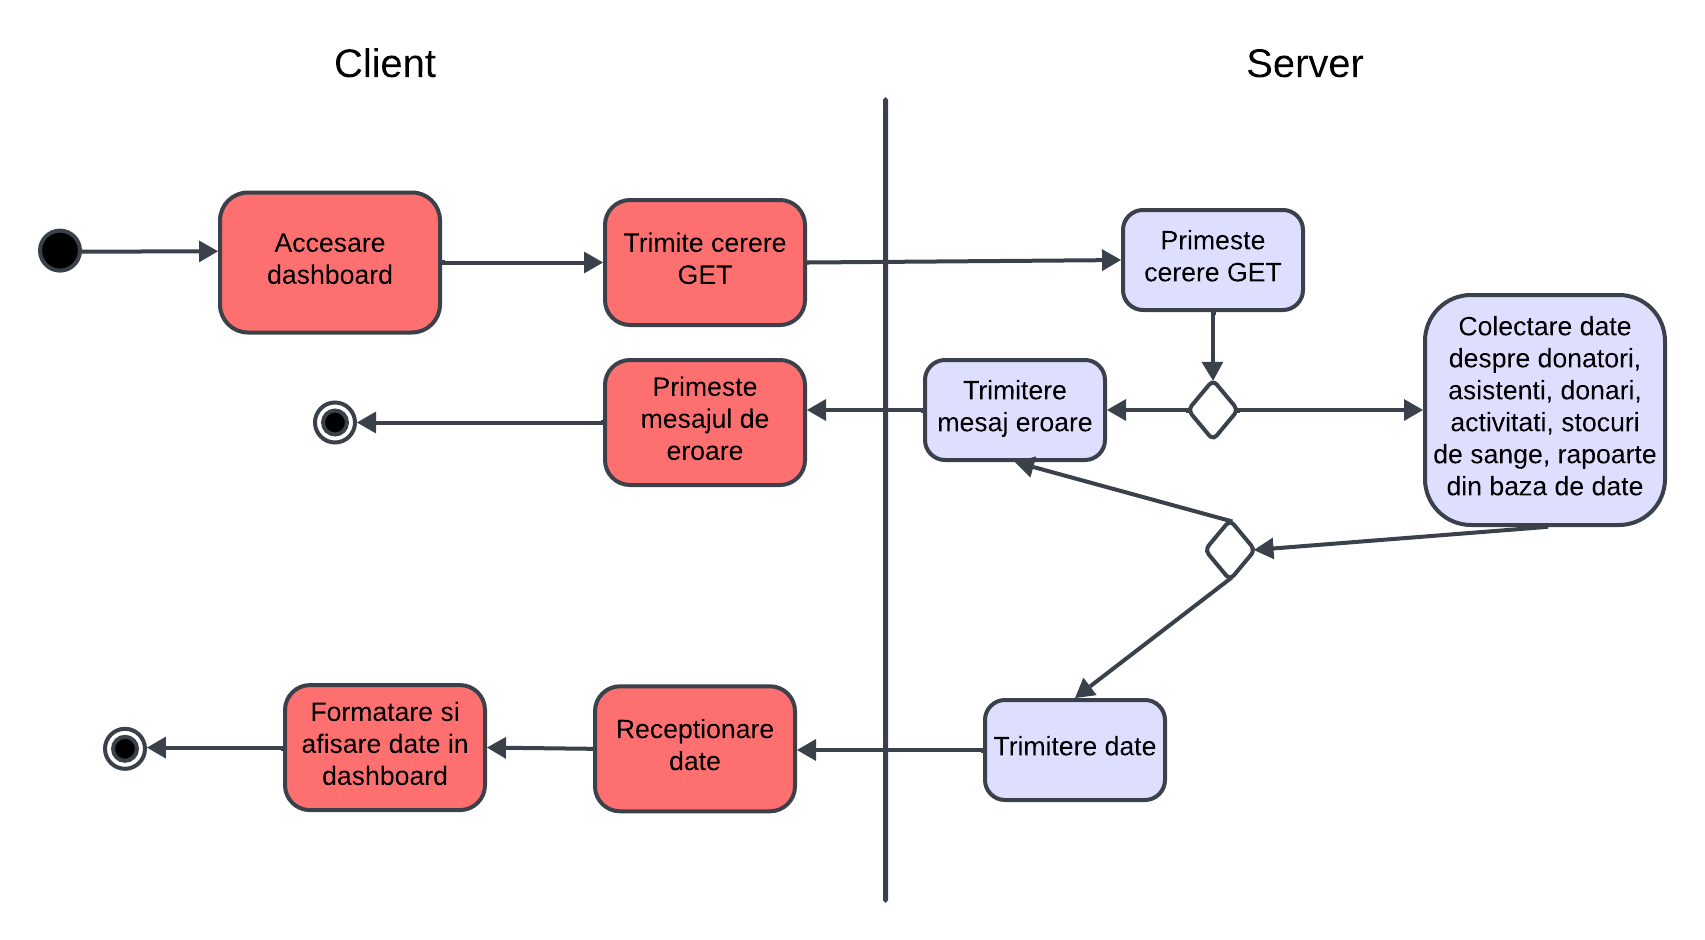 Client
Server
Accesare
dashboard
Trimite cerere
GET
Primeste
cerere GET
Primeste
mesajul de
eroare
Trimitere
mesaj eroare
Colectare date
despre donatori,
asistenti, donari,
activitati, stocuri
de sange, rapoarte
din baza de date
Formatare si
afisare date in
dashboard
Receptionare
date
Trimitere date